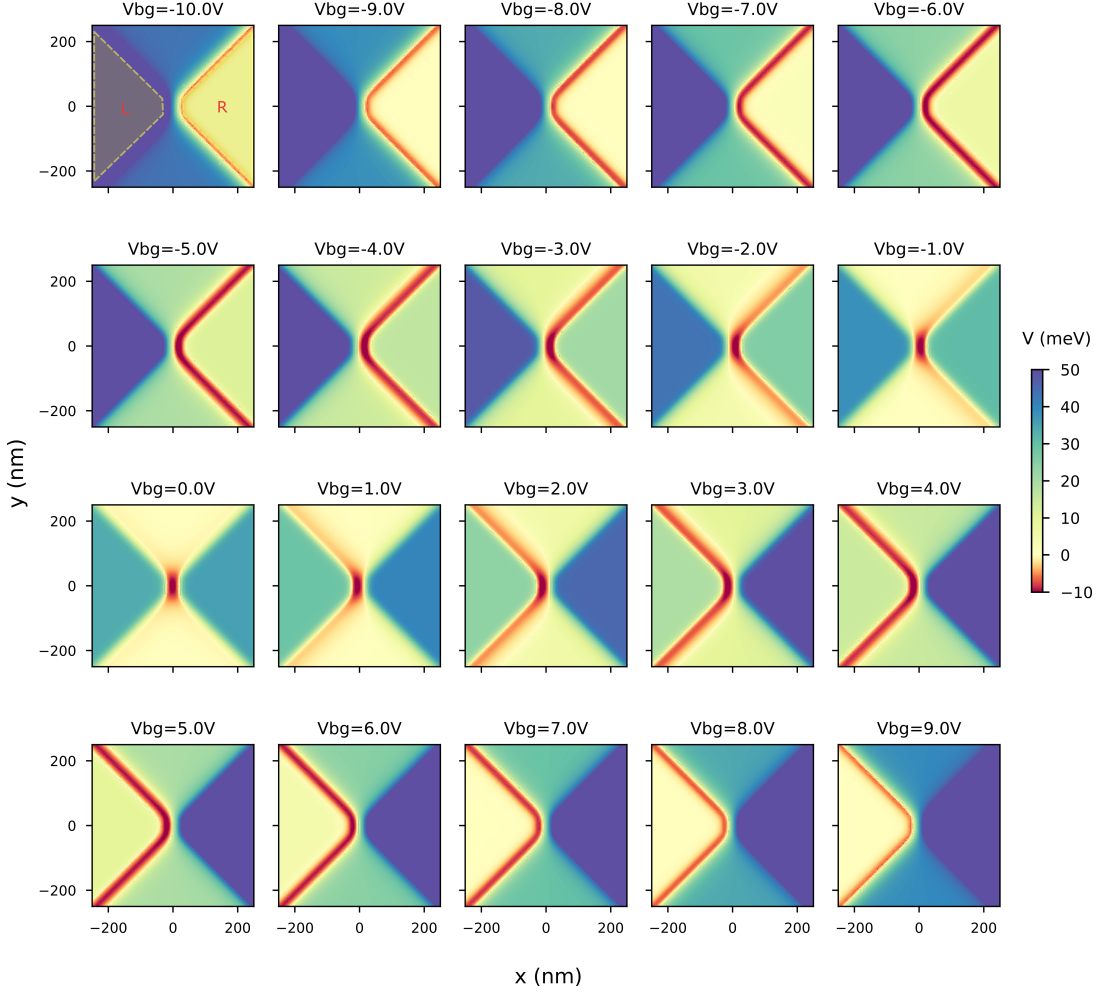 Vbg=-10.0V Vbg=-9.0V Vbg=-8.0V Vbg=-7.0V Vbg=-6.0V
200
0
−200
L R
Vbg=-5.0V Vbg=-4.0V Vbg=-3.0V Vbg=-2.0V Vbg=-1.0V
200
0
−200
V (meV)
50
40
30
20
10
0
−10
y (nm)
Vbg=0.0V Vbg=1.0V Vbg=2.0V Vbg=3.0V Vbg=4.0V
200
0
−200
Vbg=5.0V Vbg=6.0V Vbg=7.0V Vbg=8.0V Vbg=9.0V
200
0
−200
−200 0 200 −200 0 200 −200 0 200 −200 0 200 −200 0 200
x (nm)